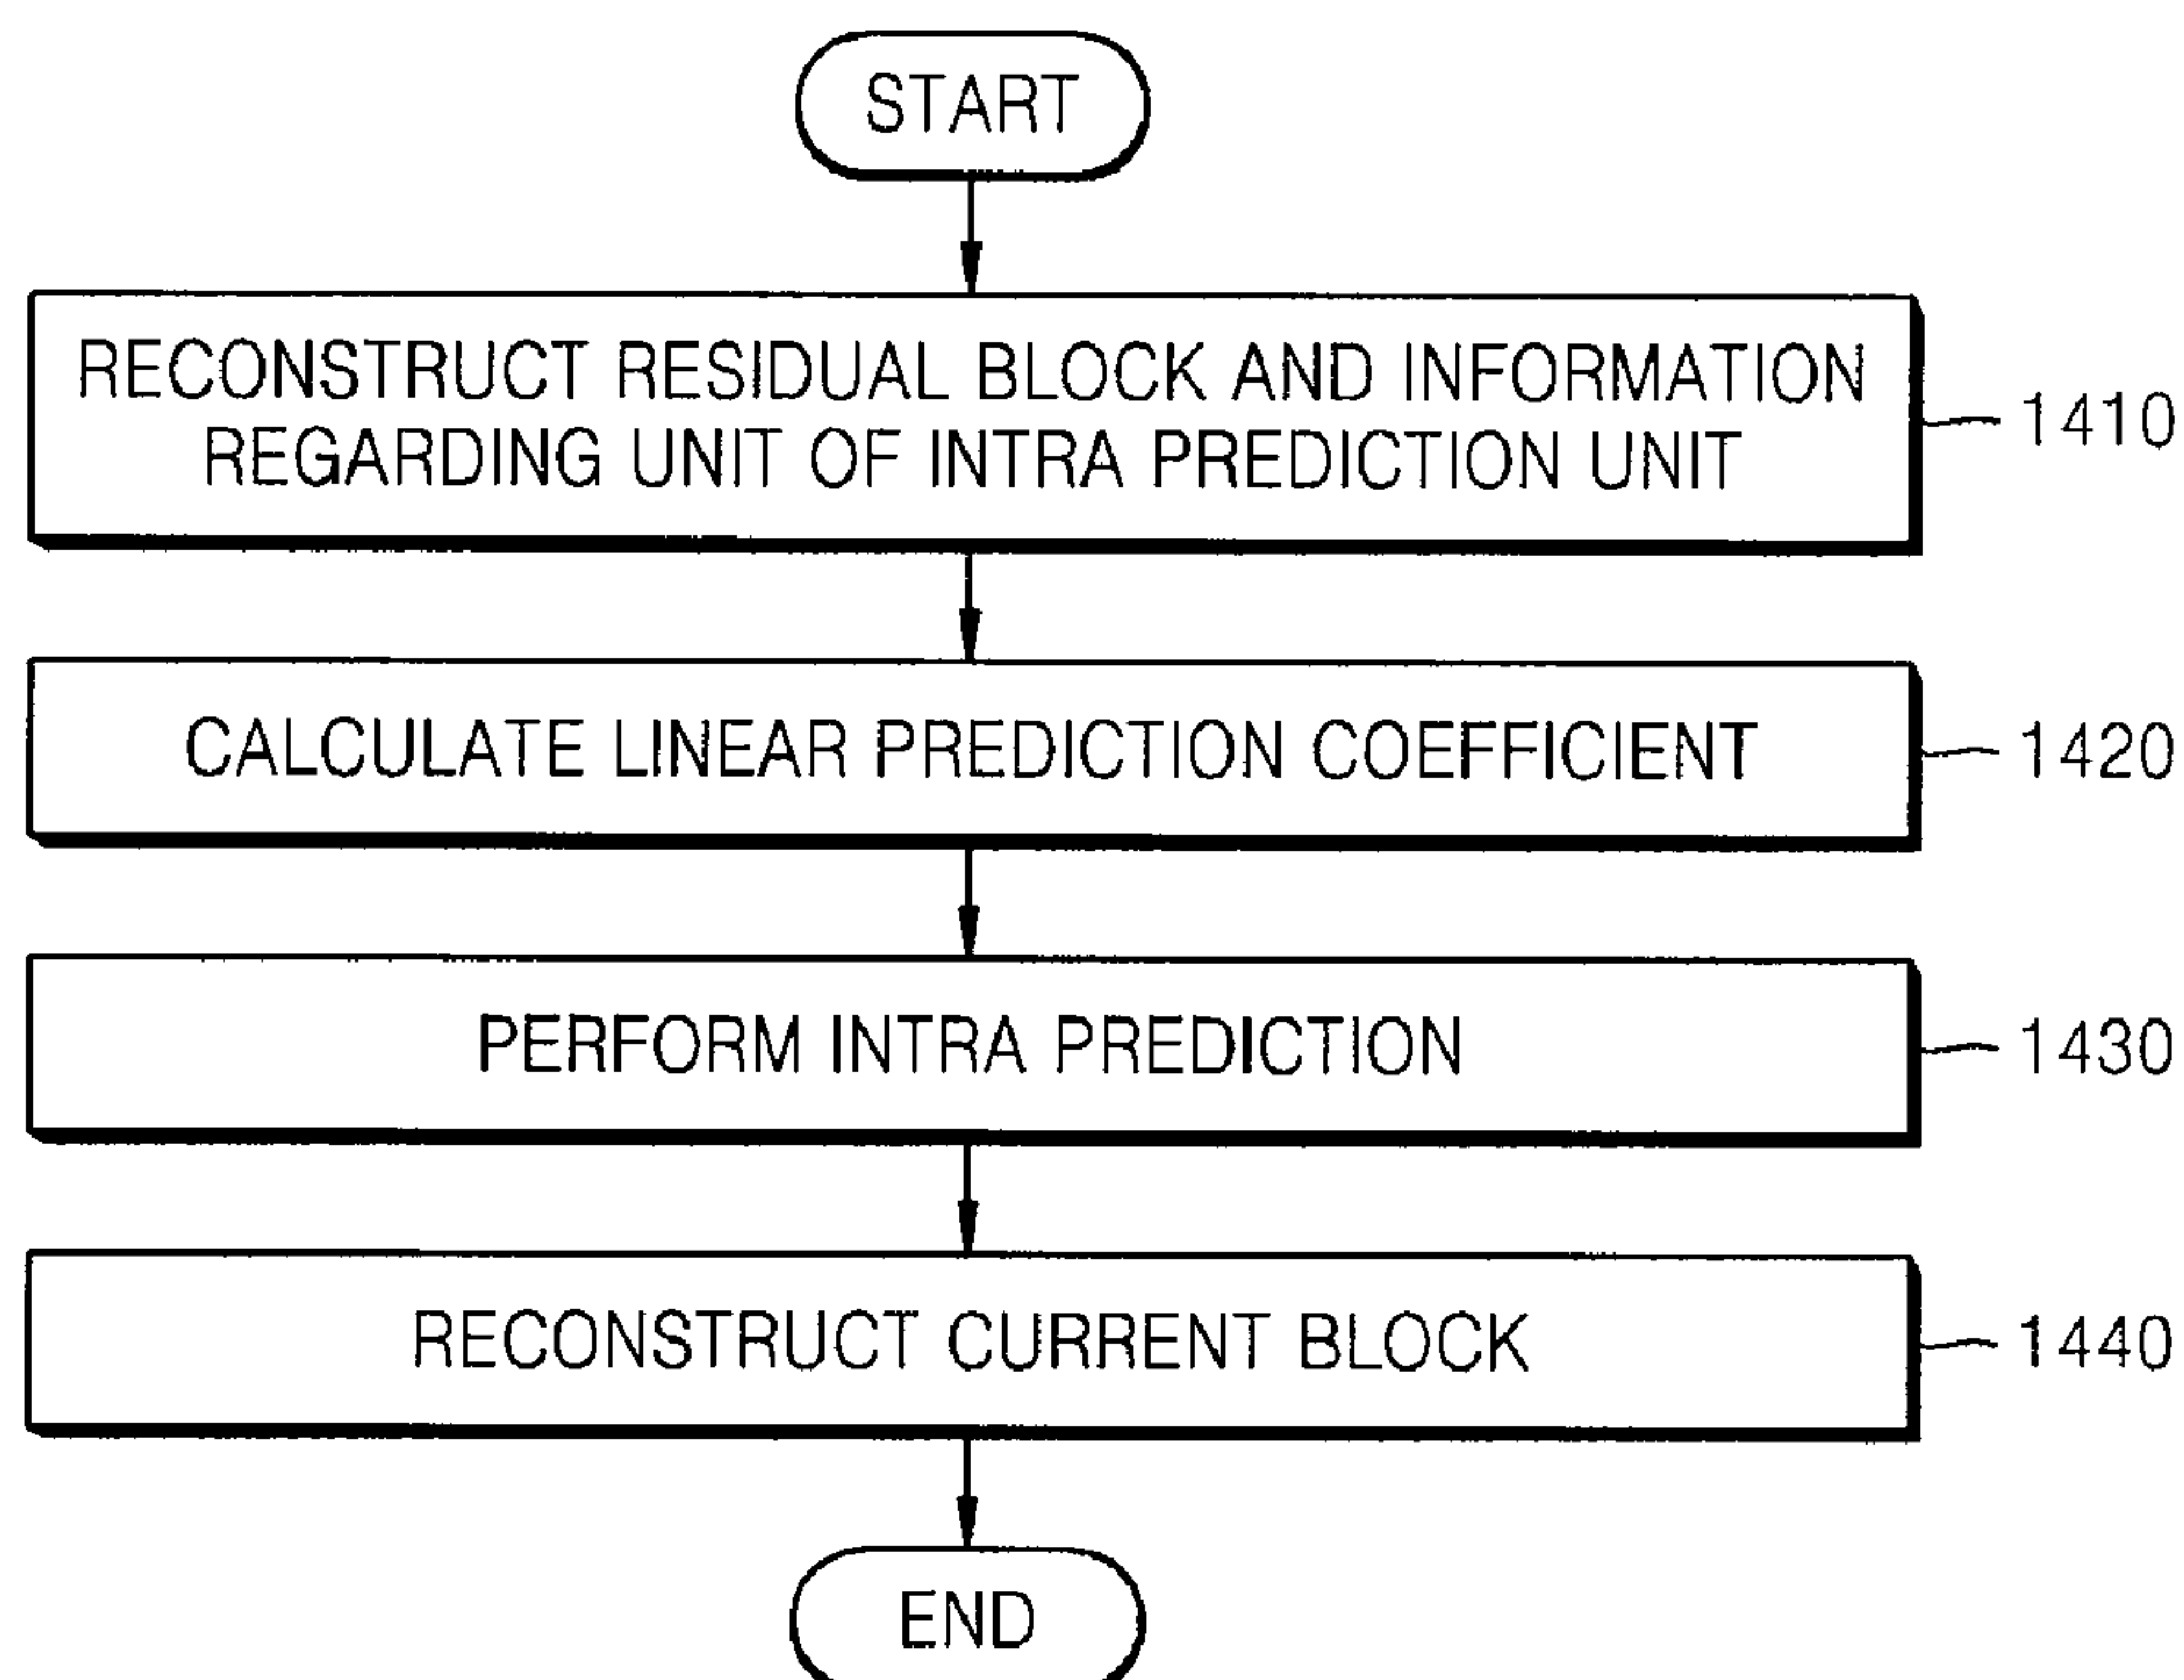 START
RECONSTRUCT RESIDUAL BLOCK AND INFORMATION
REGARDING UNIT OF INTRA PREDICTION UNIT
1410
CALCULATE LINEAR PREDICTION COEFFICIENT
1420
PERFORM INTRA PREDICTION
1430
RECONSTRUCT CURRENT BLOCK
1440
END